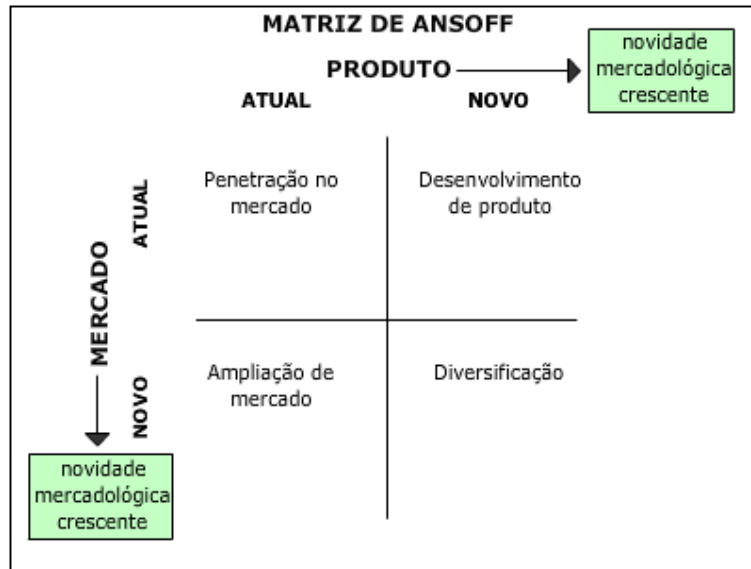 MATRIZ DE ANSOFF
PRODUTO
novidade
mercadológica
crescente
ATUAL
NOVO
MERCADO
ATUAL
Penetração no
mercado
Desenvolvimento
de produto
NOVO
Ampliação de
mercado
Diversificação
novidade
mercadológica
crescente